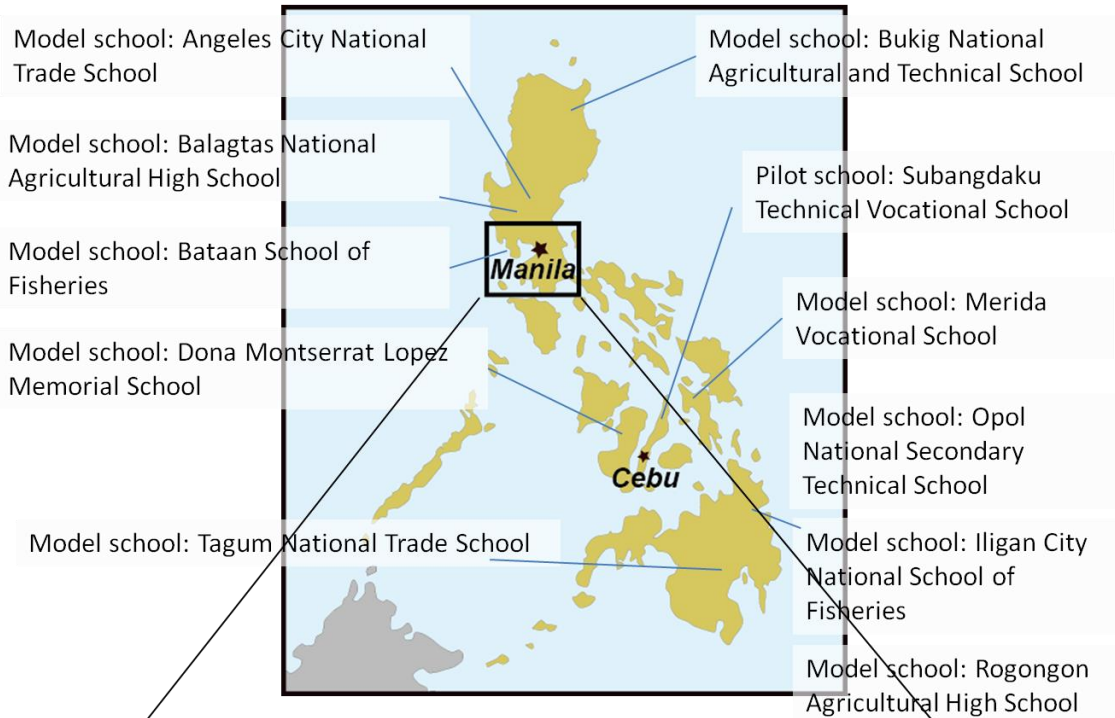 Model school: Angeles City National
Trade School
Model school: Bukig National
Agricultural and Technical School
Model school: Balagtas National
Agricultural High School
Pilot school: Subangdaku
Technical Vocational School
Model school: Bataan School of
Fisheries
Manila
Model school: Merida
Vocational School
Model school: Dona Montserrat Lopez
Memorial School
Model school: Opol
National Secondary
Technical School
Cebu
Model school: Tagum National Trade School
Model school: Iligan City
National School of
Fisheries
Model school: Rogongon
Agricultural High School